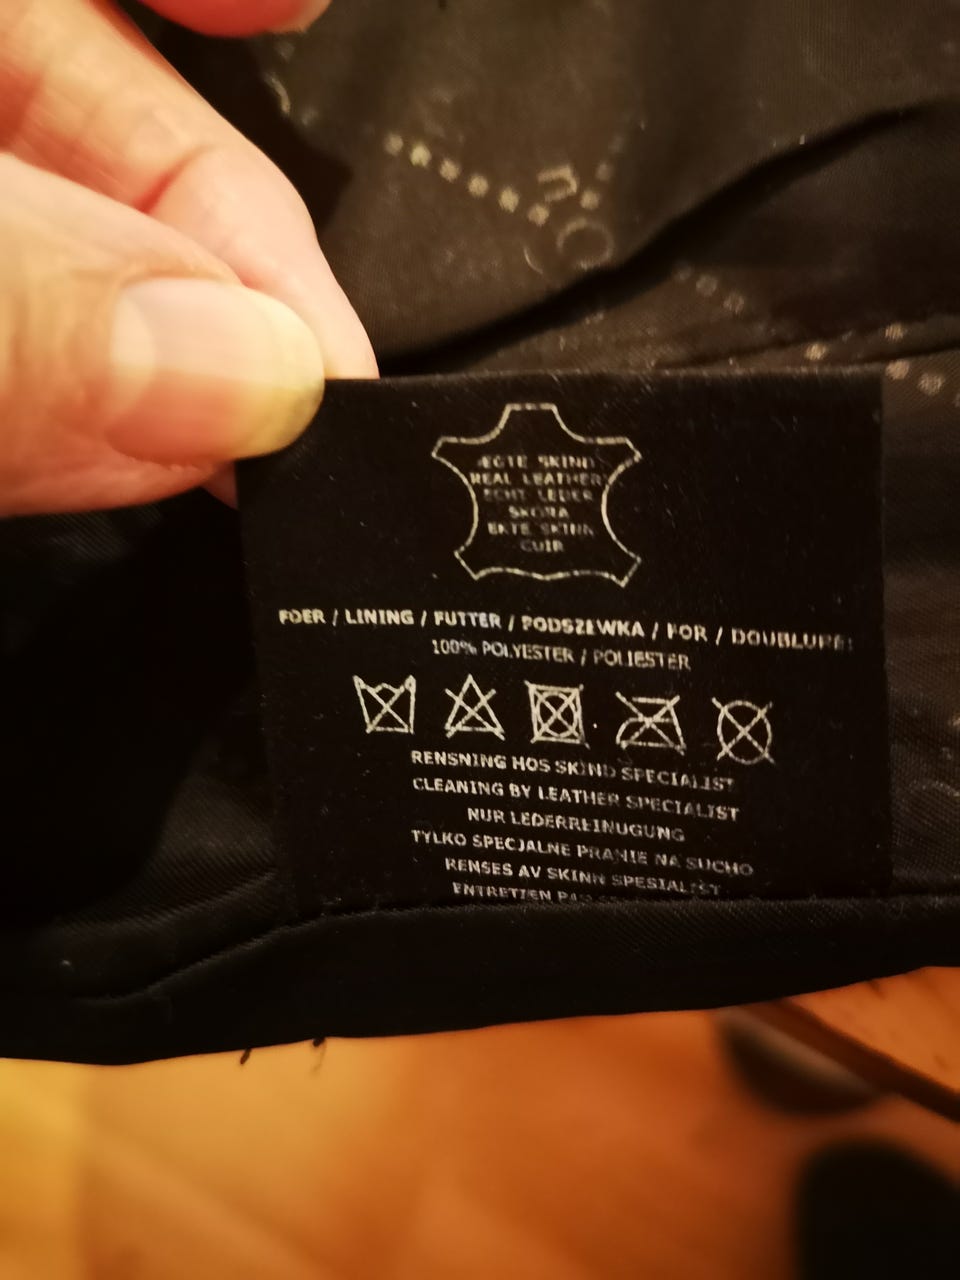 ÆGTE SKIND
REAL LEATHER
ECHT LEDER
SKÓRA
EKTE SKINN
CUIR
FOER / LINING / FUTTER / PODSZEWKA / FOR / DOUBLURE:
100% POLYESTER / POLIESTER
RENSNING HOS SKIND SPECIALIST
CLEANING BY LEATHER SPECIALIST
NUR LEDERREINUGUNG
TYLKO SPECJALNE PRANIE NA SUCHO
RENSES AV SKINN SPESIALIST
ENTRETIEN